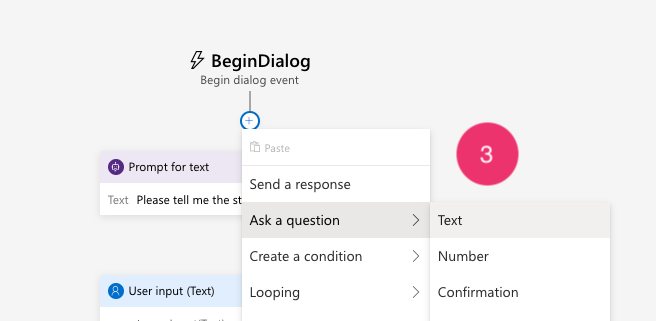 BeginDialog
Begin dialog event
Paste
3
Prompt for text
Send a response
Text Please tell me the st
Ask a question
Text
Create a condition
Number
User input (Text)
Looping
Confirmation